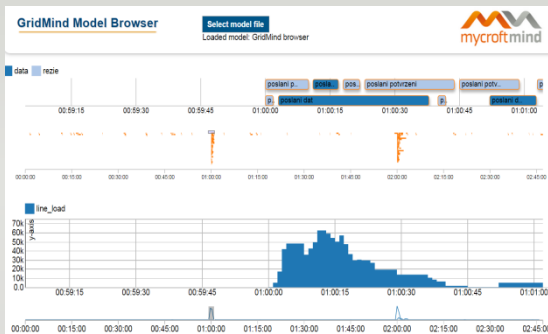 GridMind Model Browser
Select model file
Loaded model: GridMind browser
mycroftmind
data rezie
poslaní p.. posla.. pos.. poslaní potvrzení poslaní potv..
p.. poslaní dat p.. poslaní d..
00:59:15 00:59:30 00:59:45 01:00:00 01:00:15 01:00:30 01:00:45 01:01:00
00:00:00 00:15:00 00:30:00 00:45:00 01:00:00 01:15:00 01:30:00 01:45:00 02:00:00 02:15:00 02:30:00 02:45:00
line_load
y-axis
70k
60k
50k
40k
30k
20k
10k
0.0
00:59:15 00:59:30 00:59:45 01:00:00 01:00:15 01:00:30 01:00:45 01:01:00
00:00:00 00:15:00 00:30:00 00:45:00 01:00:00 01:15:00 01:30:00 01:45:00 02:00:00 02:15:00 02:30:00 02:45:00